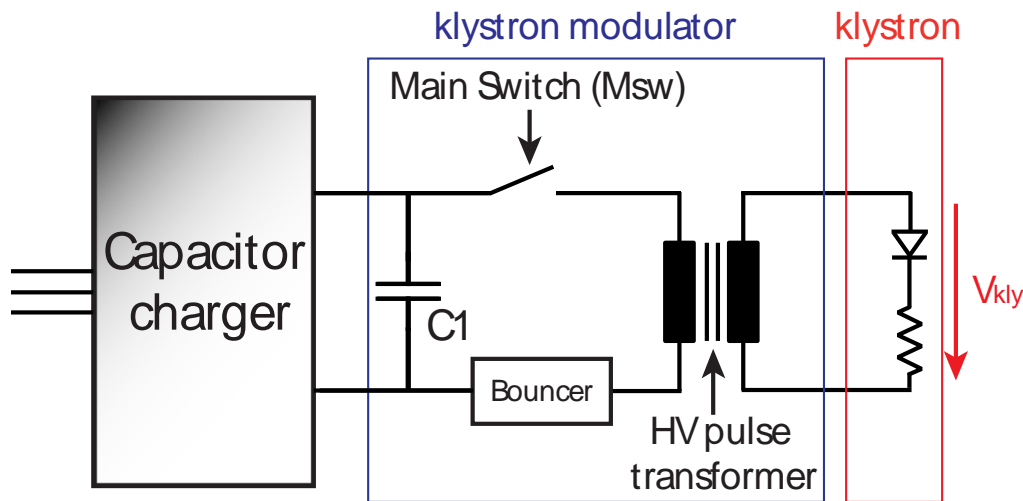 klystron modulator
klystron
Main Switch (Msw)
Capacitor
charger
C1
Bouncer
HV pulse
transformer
Vkly